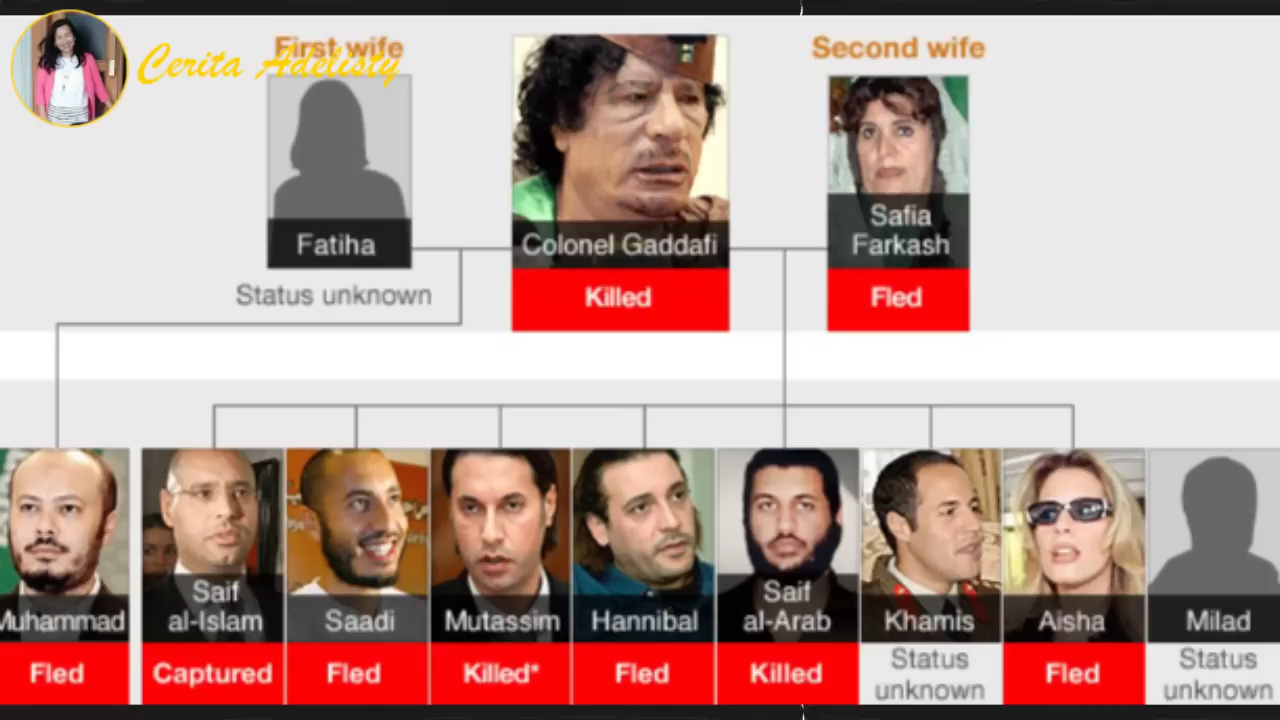 Cerita Adelisty
First wife
Second wife
Fatiha
Colonel Gaddafi
Safia
Farkash
Status unknown
Killed
Fled
Muhammad
Saif
al-Islam
Saadi
Mutassim
Hannibal
Saif
al-Arab
Khamis
Aisha
Milad
Fled
Captured
Fled
Killed*
Fled
Killed
Status
unknown
Fled
Status
unknown